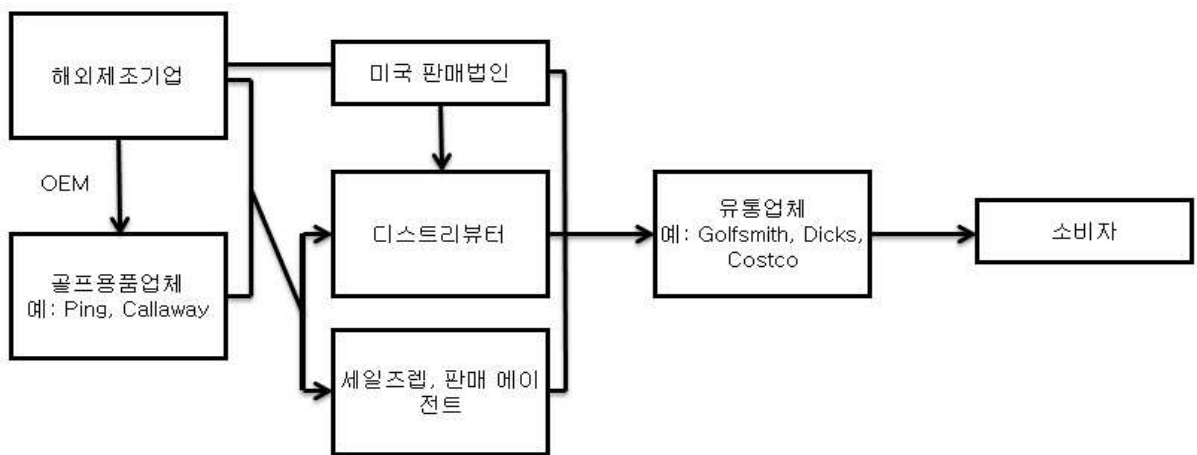 해외제조기업
미국 판매법인
OEM
디스트리뷰터
유통업체
예: Golfsmith, Dicks,
Costco
소비자
골프용품업체
예: Ping, Callaway
세일즈렙, 판매 에이
전트